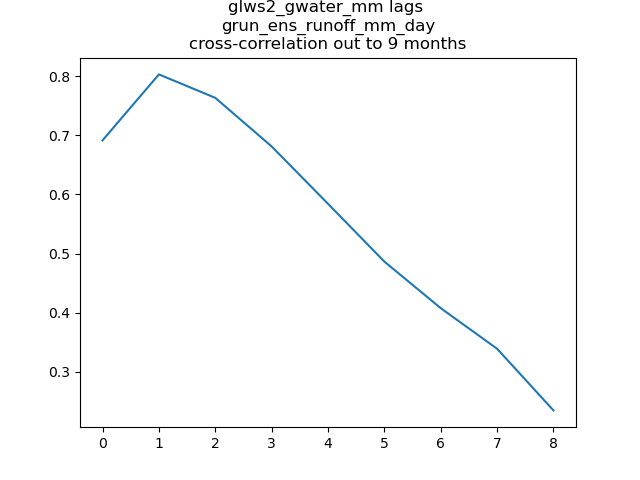 glws2_gwater_mm lags
grun_ens_runoff_mm_day
cross-correlation out to 9 months
0.8
0.7
0.6
0.5
0.4
0.3
0 1 2 3 4 5 6 7 8